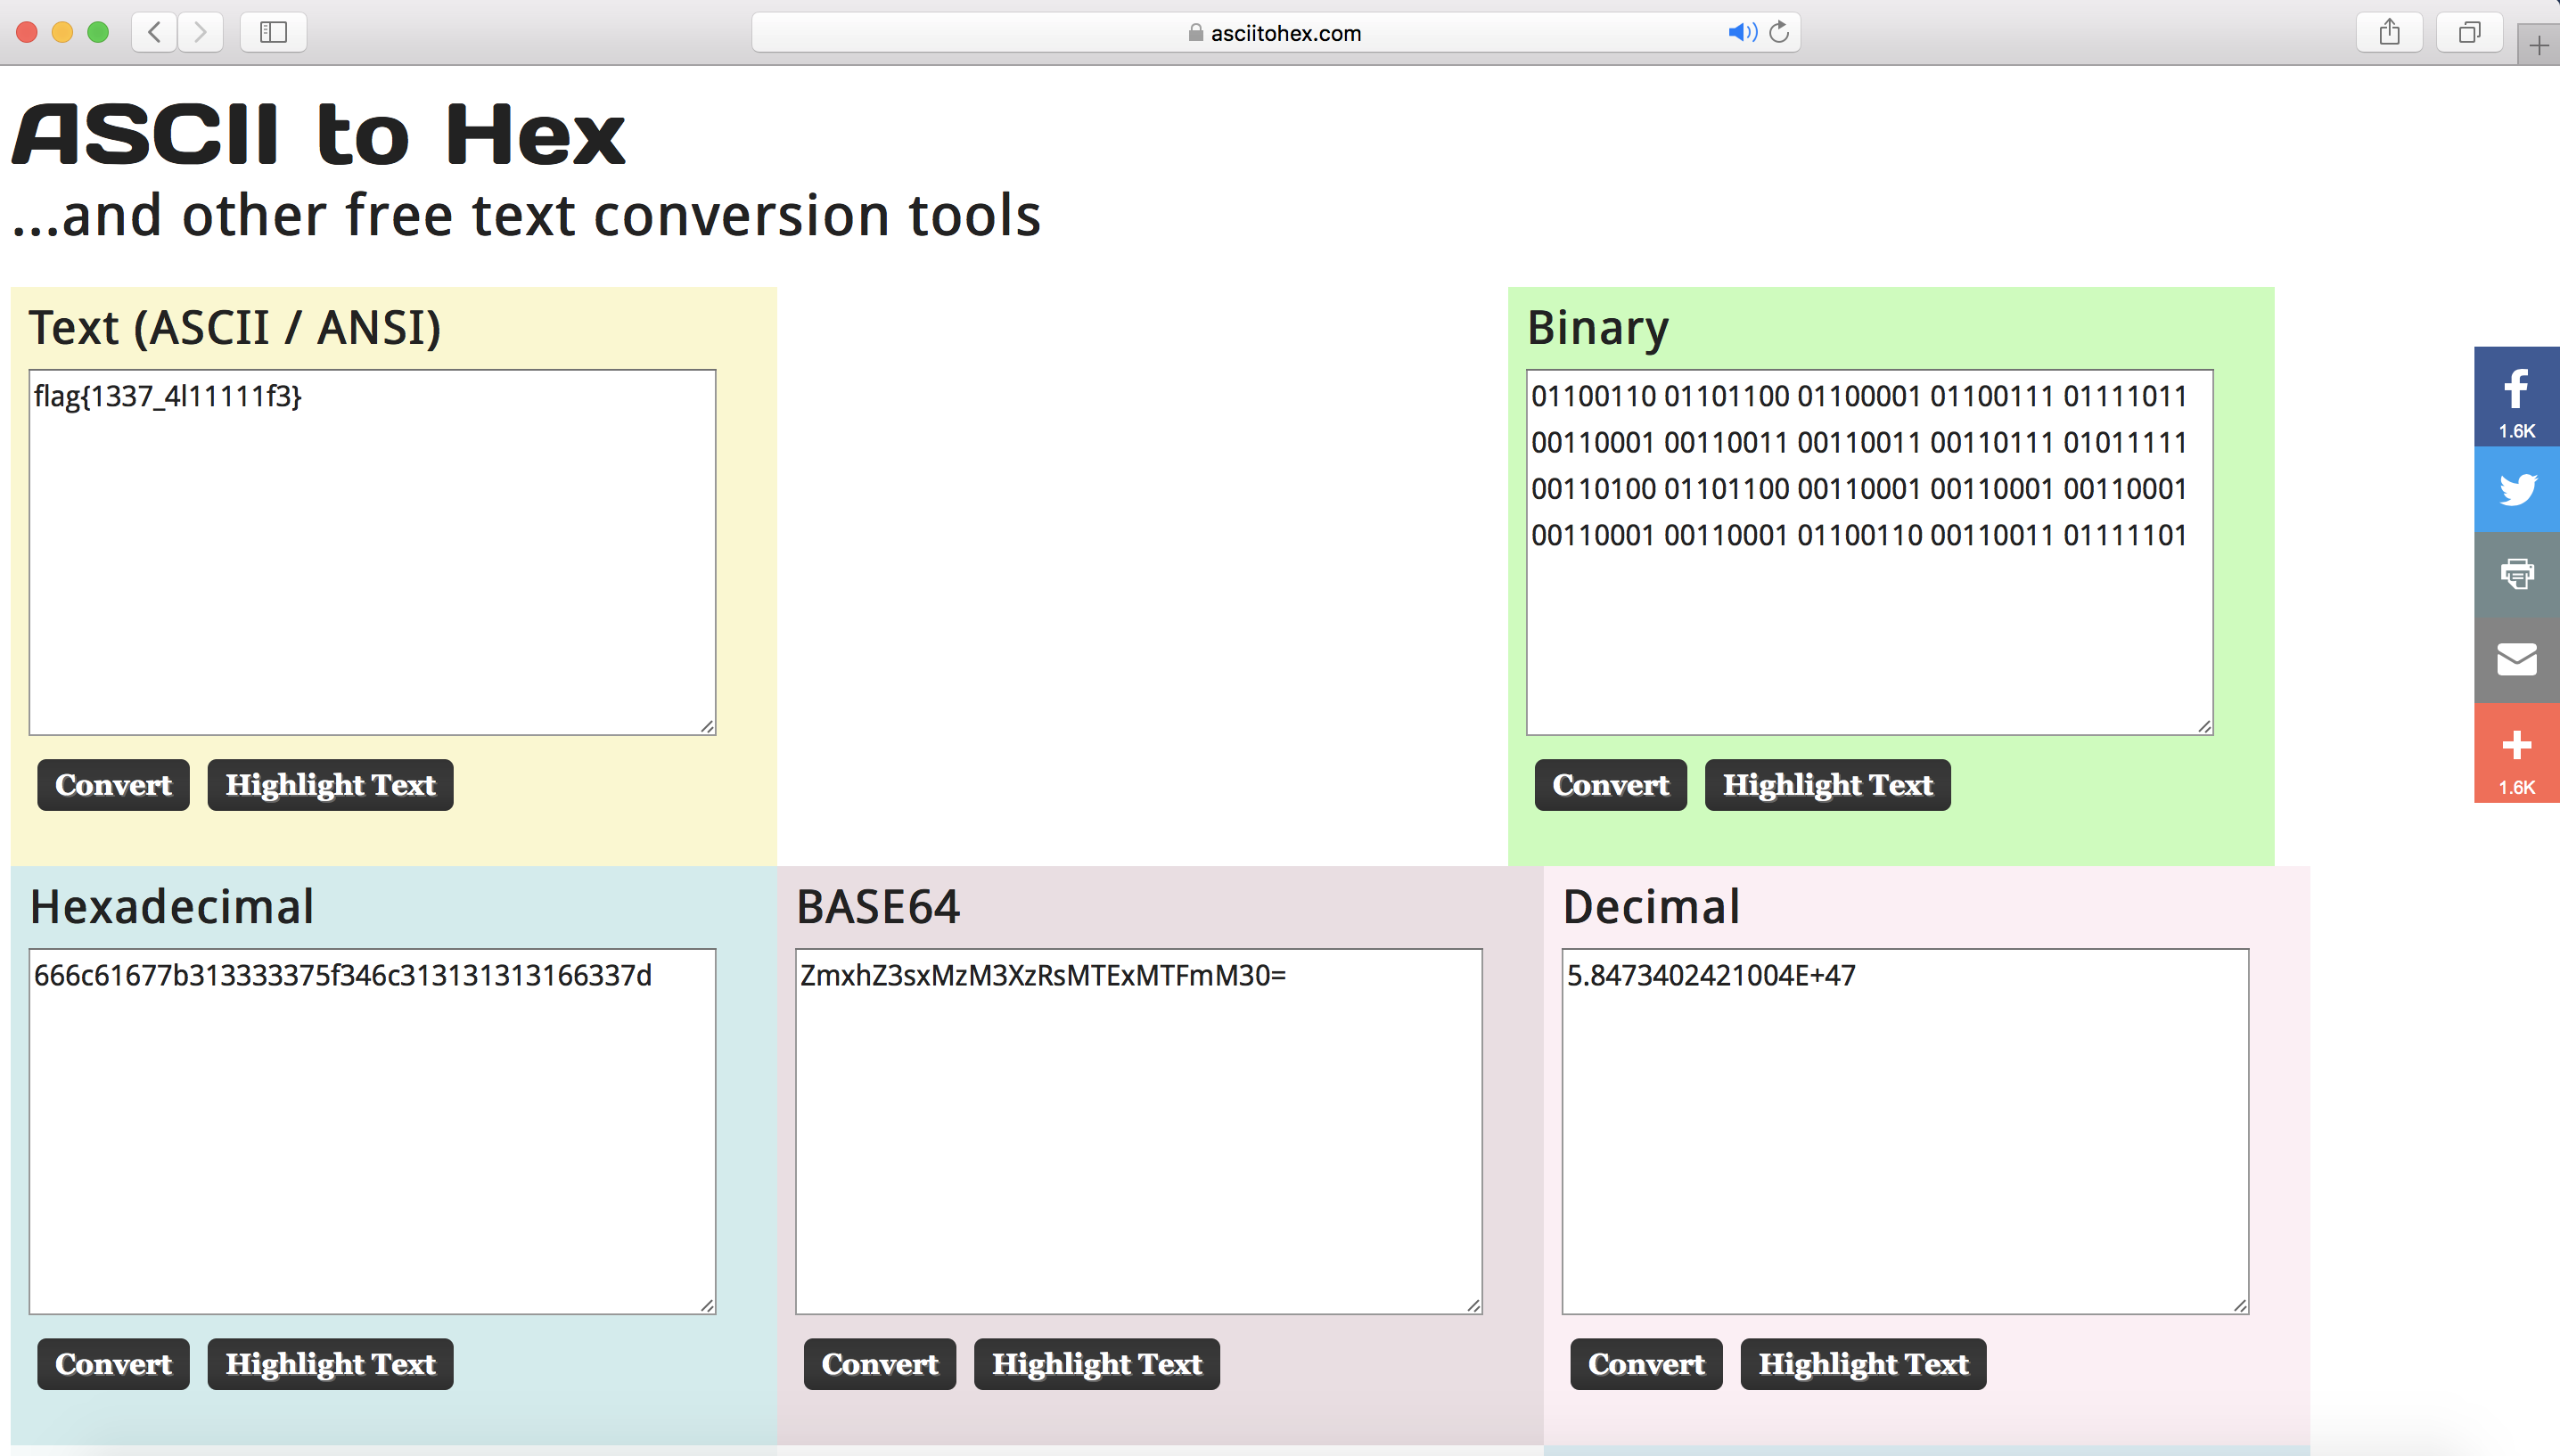 asciitohex.com
ASCII to Hex
...and other free text conversion tools
Text (ASCII / ANSI)
flag{1337_4l11111f3}
Convert
Highlight Text
Binary
01100110 01101100 01100001 01100111 01111011
00110001 00110011 00110011 00110111 01011111
00110100 01101100 00110001 00110001 00110001
00110001 00110001 01100110 00110011 01111101
Convert
Highlight Text
1.6K
1.6K
Hexadecimal
666c61677b313333375f346c313131313166337d
Convert
Highlight Text
BASE64
ZmxhZ3sxMzM3XzRsMTExMTFmM30=
Convert
Highlight Text
Decimal
5.8473402421004E+47
Convert
Highlight Text